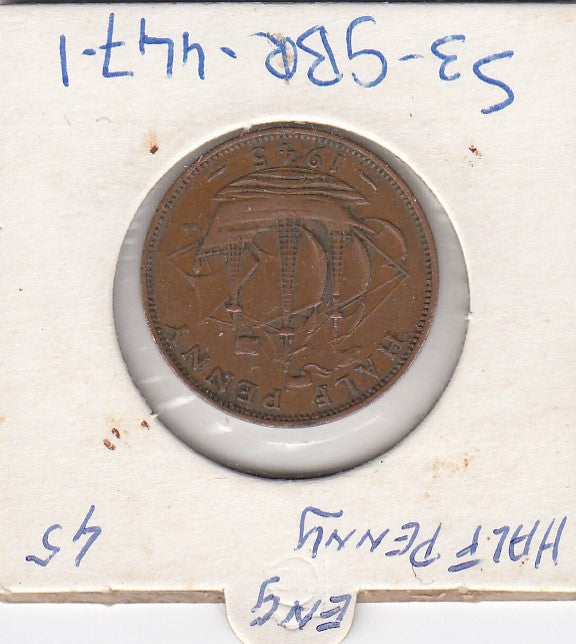 ENG
HALF PENNY 45
HALF PENNY
1945
53-GBR-447-1